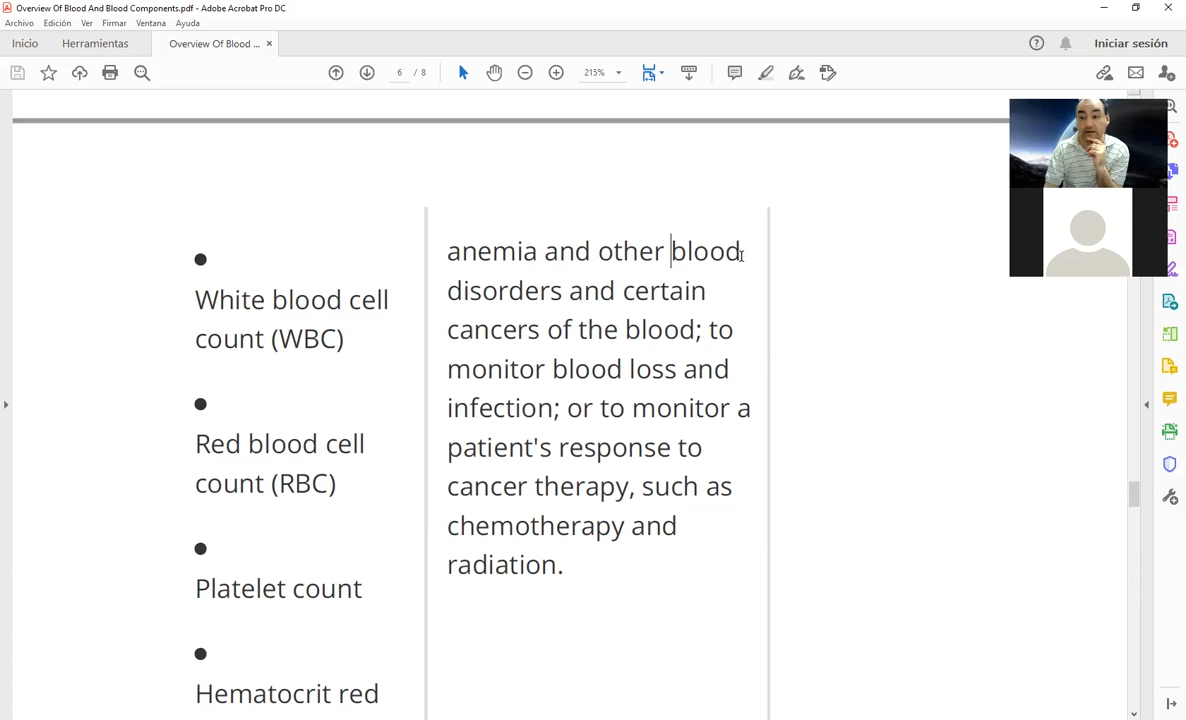 Overview Of Blood And Blood Components.pdf - Adobe Acrobat Pro DC
Archivo Edición Ver Firmar Ventana Ayuda
Inicio Herramientas Overview Of Blood ... Iniciar sesión
6 / 8 215%
White blood cell
count (WBC)
Red blood cell
count (RBC)
Platelet count
Hematocrit red
anemia and other blood
disorders and certain
cancers of the blood; to
monitor blood loss and
infection; or to monitor a
patient's response to
cancer therapy, such as
chemotherapy and
radiation.